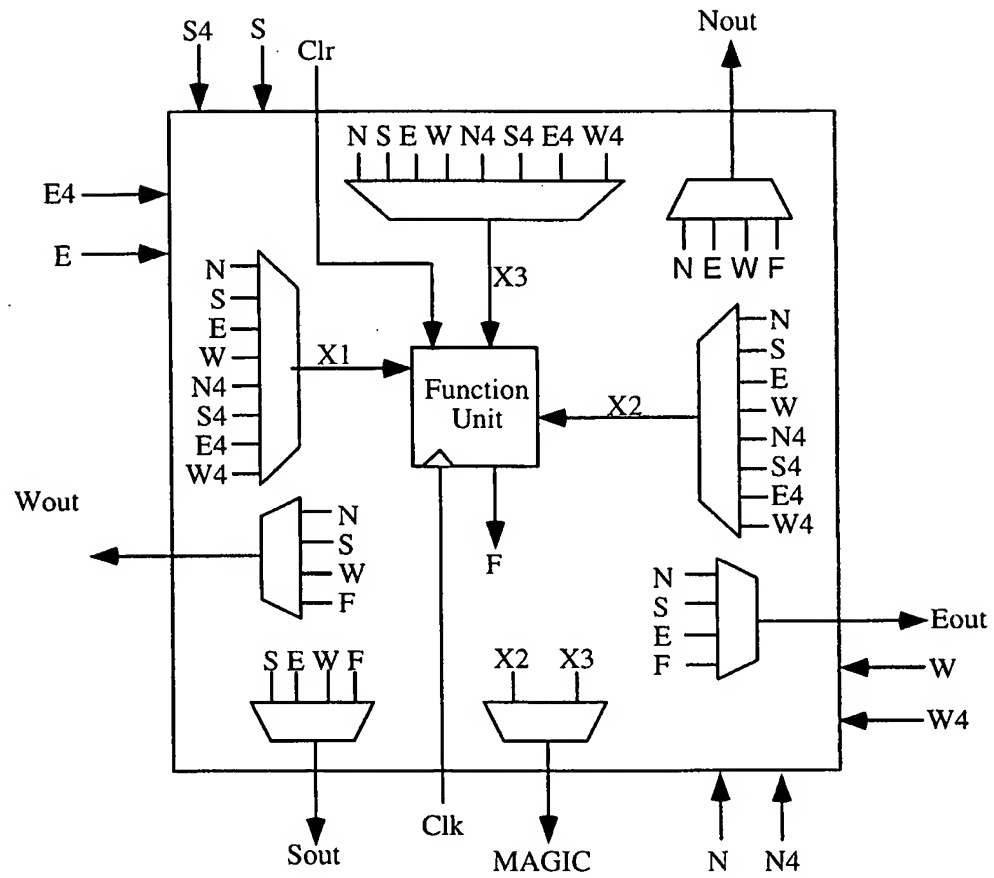 S4
S
Clr
Nout
N S E W N4 S4 E4 W4
E4
E
X3
N E W F
N
S
E
W
N4
S4
E4
W4
X1
Function
Unit
X2
N
S
E
W
N4
S4
E4
W4
Wout
N
S
W
F
F
N
S
E
F
Eout
S E W F
X2 X3
W
W4
Clk
Sout
MAGIC
N
N4